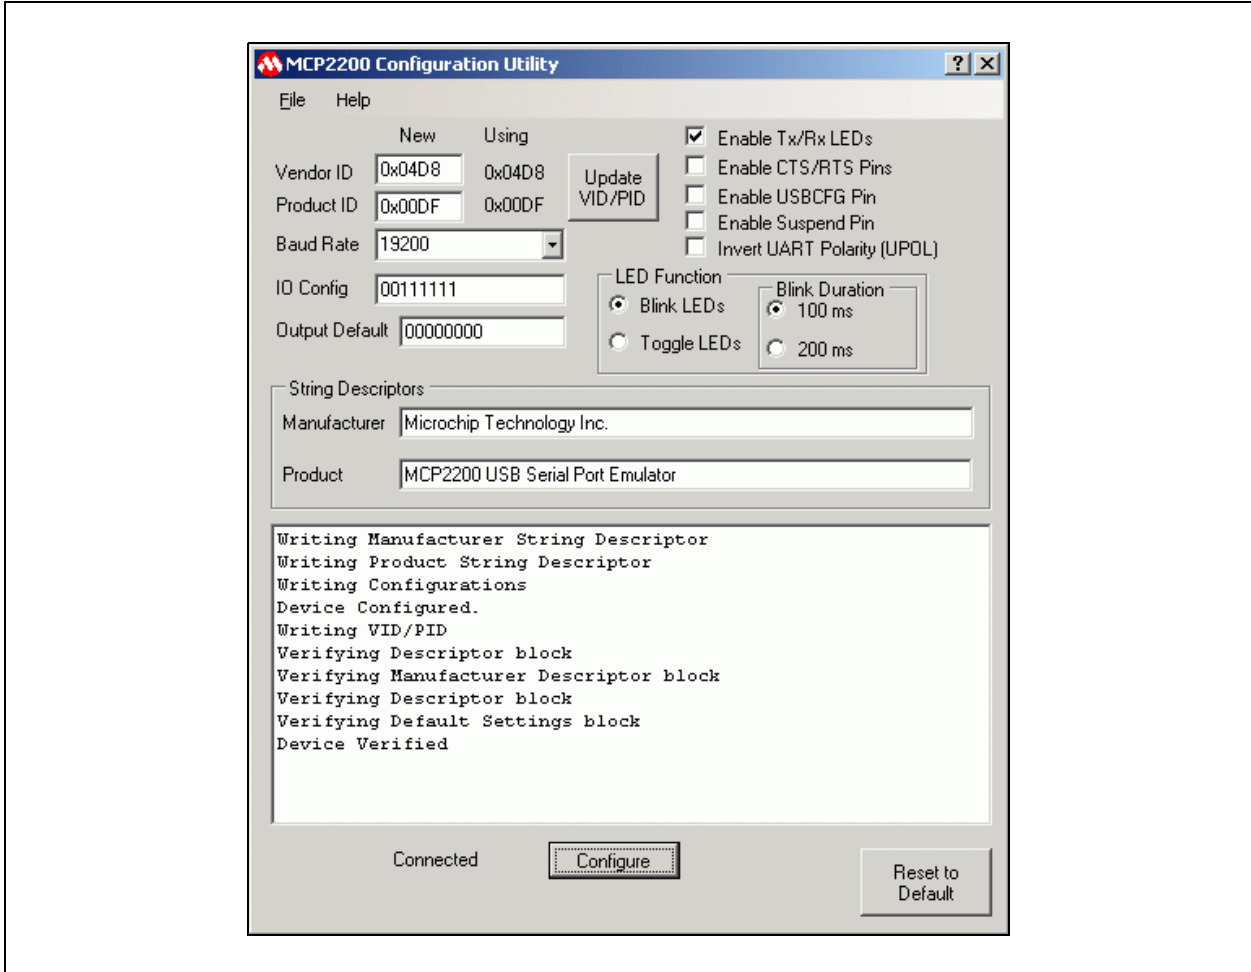 MCP2200 Configuration Utility
File Help
New Using
Vendor ID 0x04D8 0x04D8
Product ID 0x00DF 0x00DF
Update
VID/PID
Baud Rate 19200
IO Config 00111111
Output Default 00000000
Enable Tx/Rx LEDs
Enable CTS/RTS Pins
Enable USBCFG Pin
Enable Suspend Pin
Invert UART Polarity (UPOL)
LED Function
Blink LEDs
Toggle LEDs
Blink Duration
100 ms
200 ms
String Descriptors
Manufacturer Microchip Technology Inc.
Product MCP2200 USB Serial Port Emulator
Writing Manufacturer String Descriptor
Writing Product String Descriptor
Writing Configurations
Device Configured.
Writing VID/PID
Verifying Descriptor block
Verifying Manufacturer Descriptor block
Verifying Descriptor block
Verifying Default Settings block
Device Verified
Connected
Configure
Reset to
Default